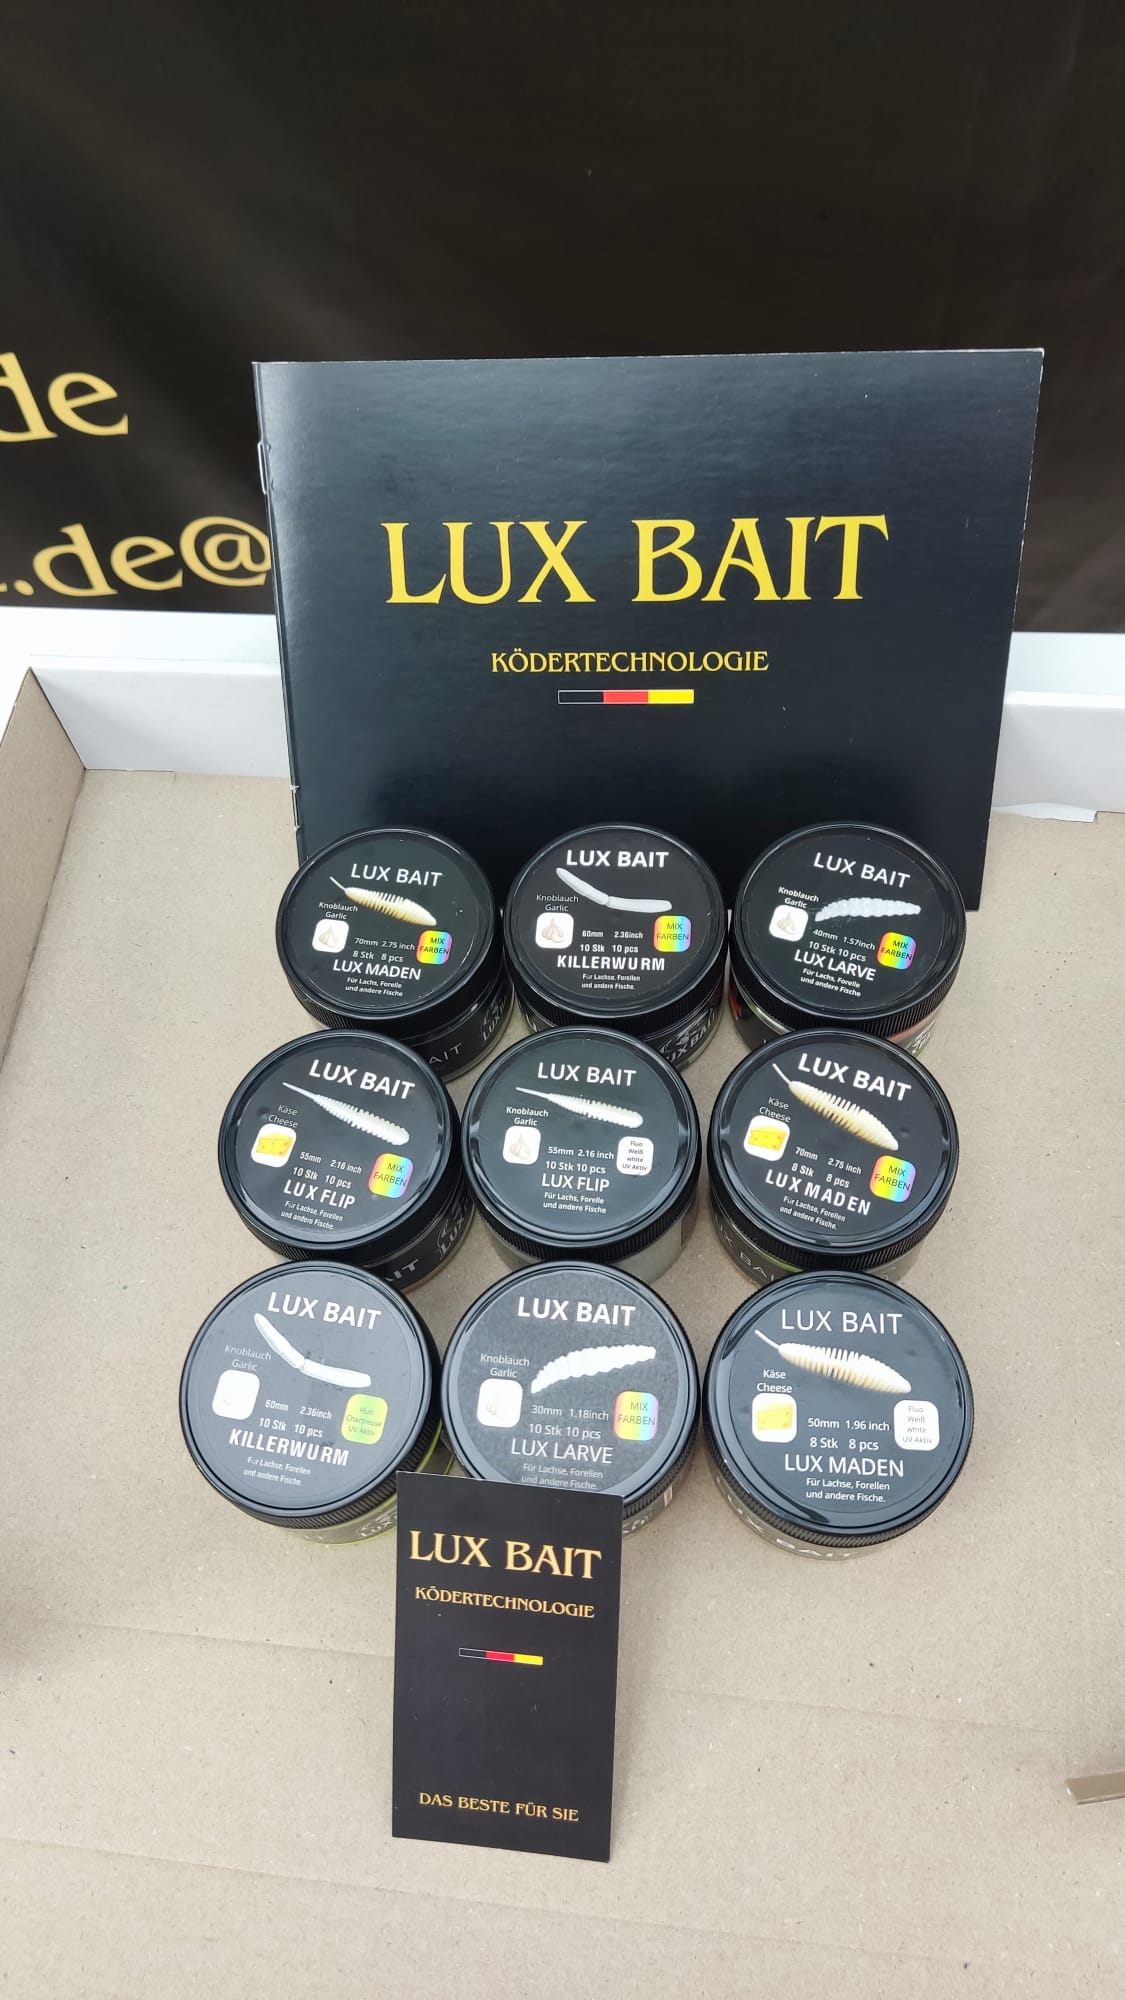 de
.de@
LUX BAIT
KÖDERTECHNOLOGIE
LUX BAIT
Knoblauch
Garlic
70mm 2.75 inch
MIX
FARBEN
8 Stk 8 pcs
LUX MADEN
Für Lachs, Forelle
und andere Fische
BAIT
LUX BAIT
Knoblauch
Garlic
60mm 2.36inch
MIX
FARBEN
10 Stk 10 pcs
KILLERWURM
Für Lachse, Forellen
und andere Fische.
LUX BAIT
LUX BAIT
Knoblauch
Garlic
40mm 1.57inch
MIX
FARBEN
10 Stk 10 pcs
LUX LARVE
Für Lachs, Forelle
und andere Fische
LUX BAIT
Käse
Cheese
55mm 2.16 inch
MIX
FARBEN
10 Stk 10 pcs
LUX FLIP
Für Lachse, Forellen
und andere Fische.
BAIT
LUX
LUX BAIT
Knoblauch
Garlic
55mm 2.16 inch
Fluo
Weiß
white
UV Aktiv
10 Stk 10 pcs
LUX FLIP
Für Lachs, Forelle
und andere Fische
LUX BAIT
Käse
Cheese
70mm 2.75 inch
MIX
FARBEN
8 Stk 8 pcs
LUX MADEN
Für Lachse, Forellen
und andere Fische.
LUX BAIT
Knoblauch
Garlic
60mm 2.36inch
Fluo
Chartreuse
UV Aktiv
10 Stk 10 pcs
KILLERWURM
Für Lachse, Forellen
und andere Fische.
LUX BAIT
Knoblauch
Garlic
30mm 1.18inch
MIX
FARBEN
10 Stk 10 pcs
LUX LARVE
Für Lachse, Forellen
und andere Fische.
LUX BAIT
Käse
Cheese
50mm 1.96 inch
Fluo
Weiß
white
UV Aktiv
8 Stk 8 pcs
LUX MADEN
Für Lachse, Forellen
und andere Fische.
LUX BAIT
LUX BAIT
KÖDERTECHNOLOGIE
DAS BESTE FÜR SIE